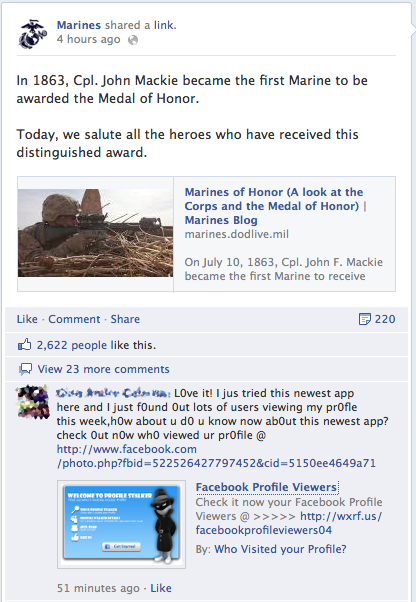 Marines shared a link.
4 hours ago
In 1863, Cpl. John Mackie became the first Marine to be
awarded the Medal of Honor.
Today, we salute all the heroes who have received this
distinguished award.
Marines of Honor (A look at the
Corps and the Medal of Honor) |
Marines Blog
marines.dodlive.mil
On July 10, 1863, Cpl. John F. Mackie
became the first Marine to receive
Like · Comment · Share
220
2,622 people like this.
View 23 more comments
L0ve it! I jus tried this newest app
here and I just f0und 0ut lots of users viewing my pr0fle
this week,h0w about u d0 u know now ab0ut this newest app?
check 0ut n0w wh0 viewed ur pr0file @
http://www.facebook.com
/photo.php?fbid=522526427797452&cid=5150ee4649a71
WELCOME TO PROFILE STALKER
Get Started!
Facebook Profile Viewers
Check it now your Facebook Profile
Viewers @ >>>>> http://wxrf.us/
facebookprofileviewers04
By: Who Visited your Profile?
51 minutes ago · Like